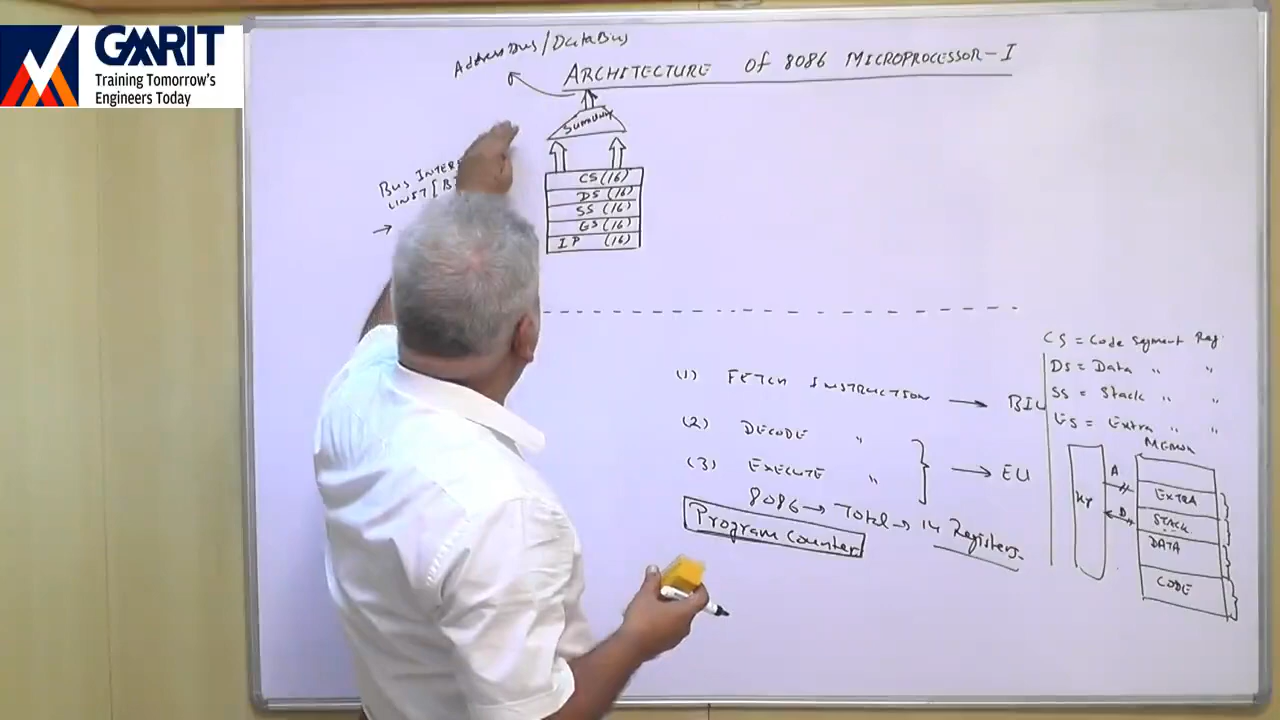 GMRIT
Training Tomorrow's
Engineers Today
Address Bus / Data Bus
ARCHITECTURE of 8086 MICROPROCESSOR-I
CS (16)
DS (16)
SS (16)
ES (16)
IP (16)
BUS INTER
UNIT [B
(1) FETCH INSTRUCTION → BIU
(2) DECODE "
(3) EXECUTE "
→ EU
8086 → Total → 14 Registers
Program Counter
CS = Code Segment Reg
DS = Data " "
SS = Stack " "
ES = Extra " "
A
D
EXTRA
STACK
DATA
CODE